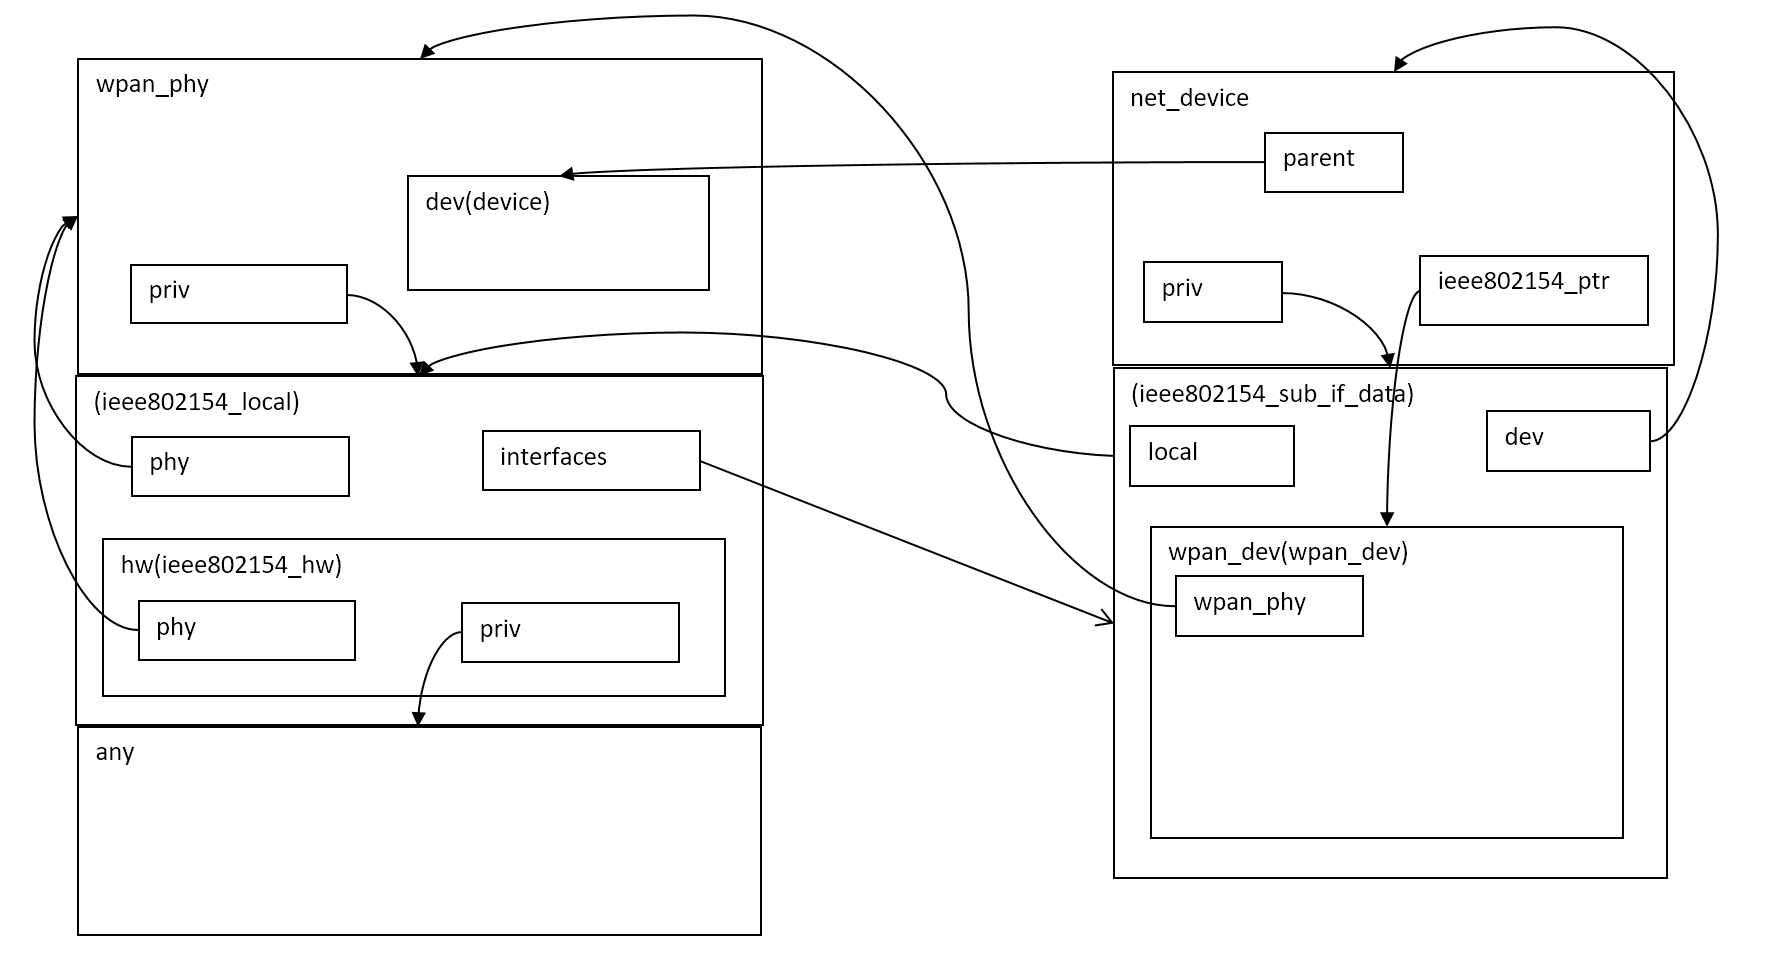 wpan_phy
dev(device)
priv
(ieee802154_local)
phy
interfaces
hw(ieee802154_hw)
phy
priv
any
net_device
parent
priv
ieee802154_ptr
(ieee802154_sub_if_data)
local
dev
wpan_dev(wpan_dev)
wpan_phy